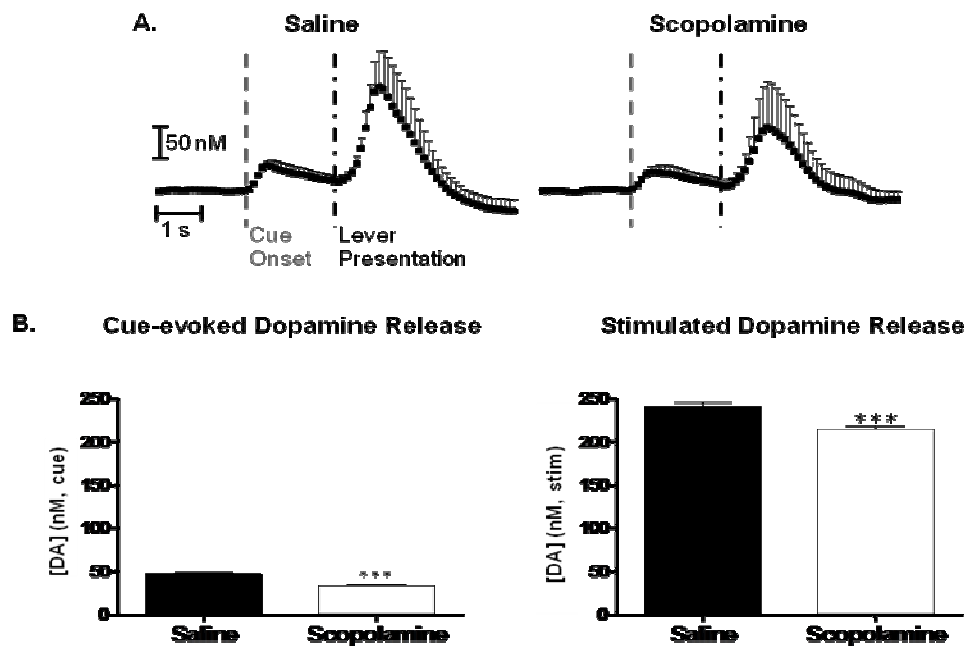 A.
Saline
Scopolamine
50 nM
1 s
Cue
Onset
Lever
Presentation
B.
Cue-evoked Dopamine Release
[DA] (nM, cue)
250
200
150
100
50
0
***
Saline
Scopolamine
Stimulated Dopamine Release
[DA] (nM, stim)
250
200
150
100
50
0
***
Saline
Scopolamine